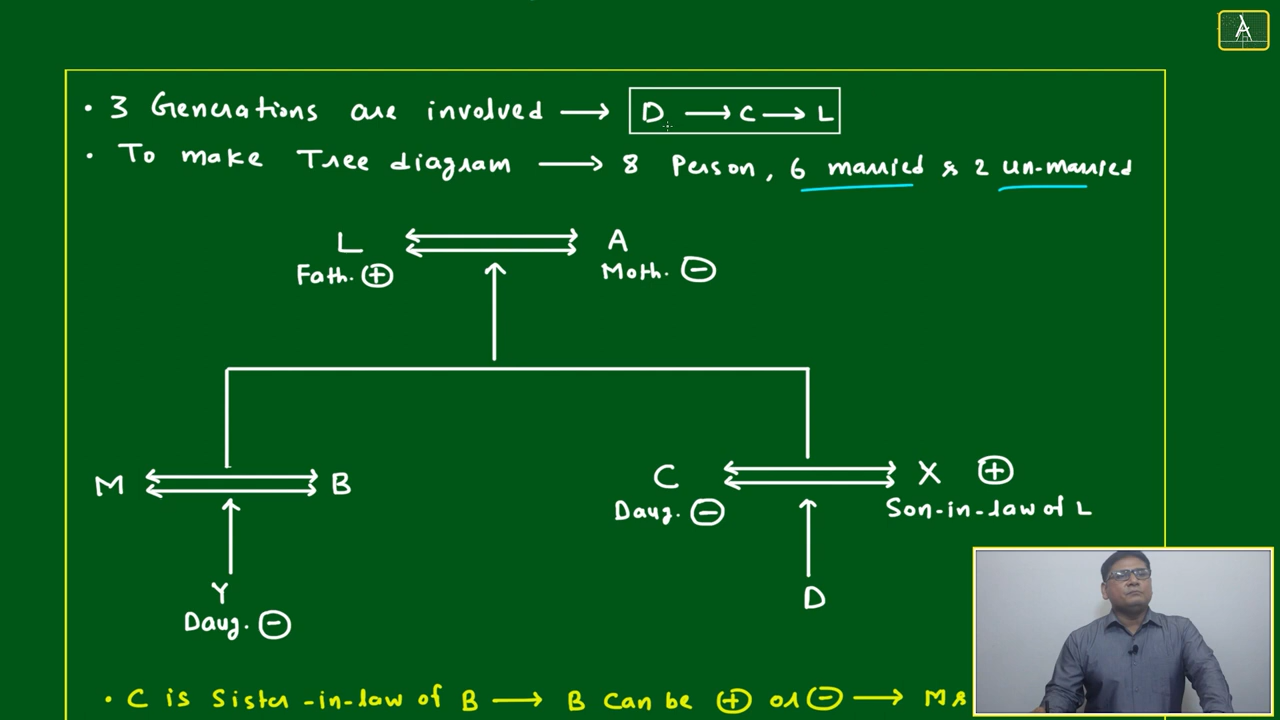 A
• 3 Generations are involved → D → C → L
• To make Tree diagram → 8 Person, 6 married & 2 un-married
L A
Fath. + Moth. -
M B C X +
Daug. - Son-in-law of L
Y D
Daug. -
• C is Sister-in-law of B → B can be + or - → M &